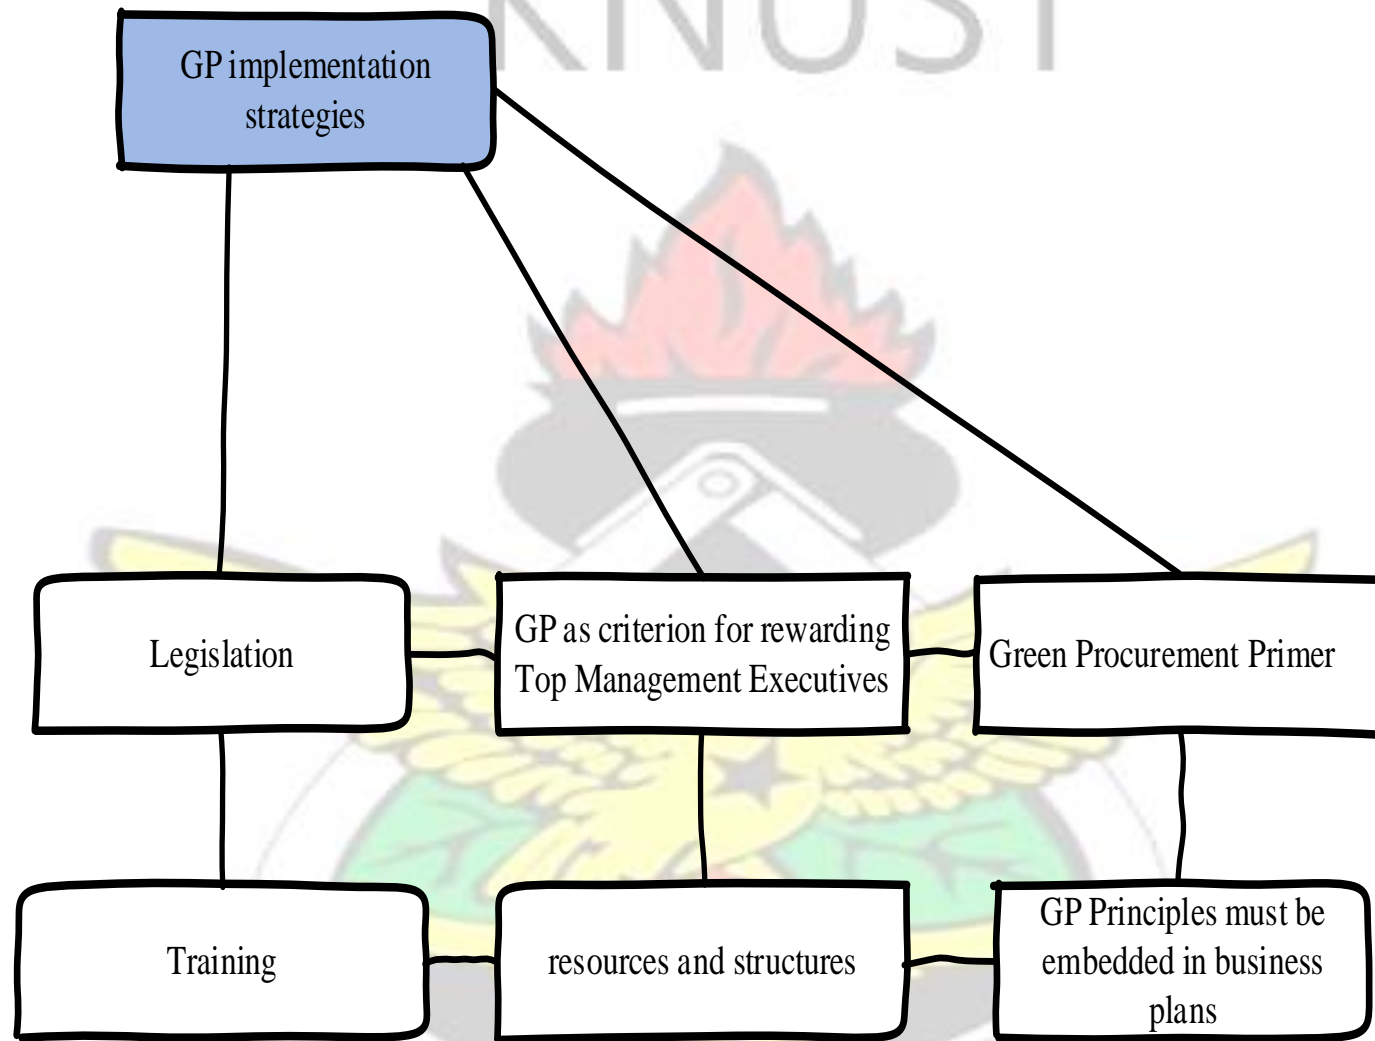 KNUST
GP implementation
strategies
Legislation
GP as criterion for rewarding
Top Management Executives
Green Procurement Primer
Training
resources and structures
GP Principles must be
embedded in business
plans